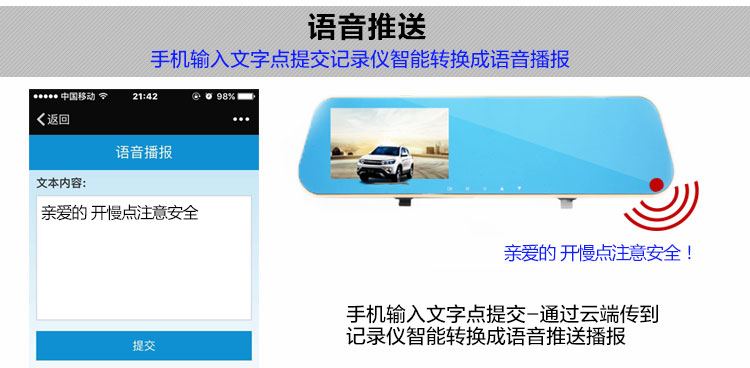 语音推送
手机输入文字点提交记录仪智能转换成语音播报
中国移动 21:42 98%
返回
语音播报
文本内容：
亲爱的 开慢点注意安全
提交
亲爱的 开慢点注意安全！
手机输入文字点提交-通过云端传到
记录仪智能转换成语音推送播报